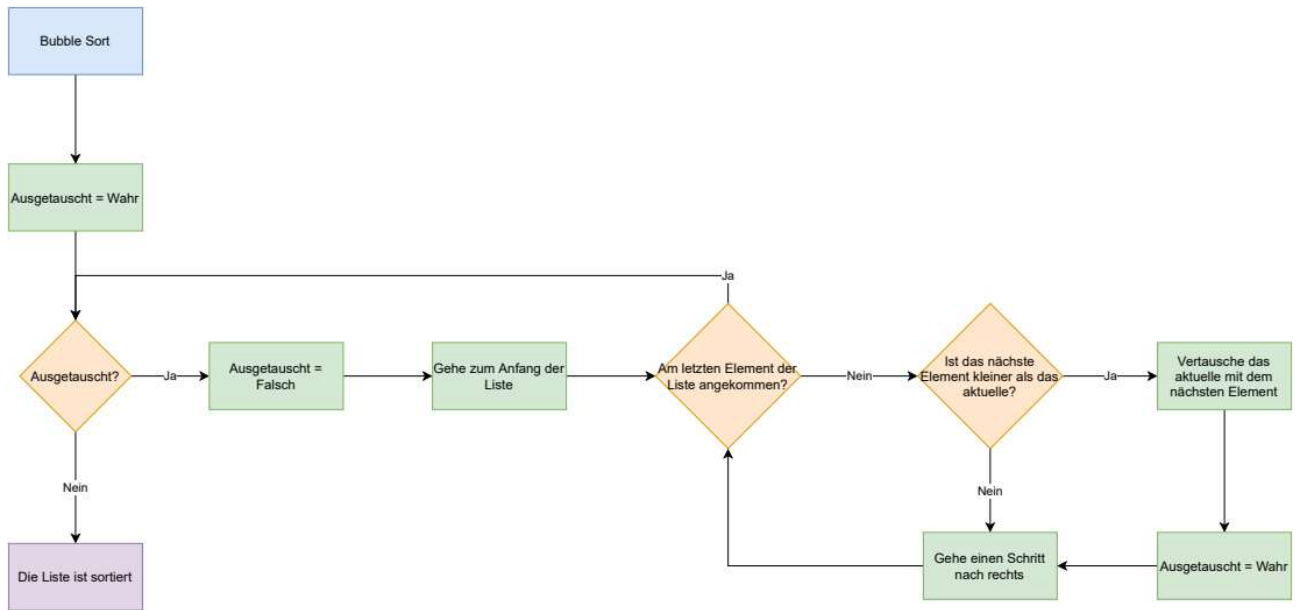 Bubble Sort
Ausgetauscht = Wahr
Ja
Ausgetauscht?
Ja
Ausgetauscht =
Falsch
Gehe zum Anfang der
Liste
Am letzten Element der
Liste angekommen?
Nein
Ist das nächste
Element kleiner als das
aktuelle?
Ja
Vertausche das
aktuelle mit dem
nächsten Element
Nein
Nein
Die Liste ist sortiert
Gehe einen Schritt
nach rechts
Ausgetauscht = Wahr